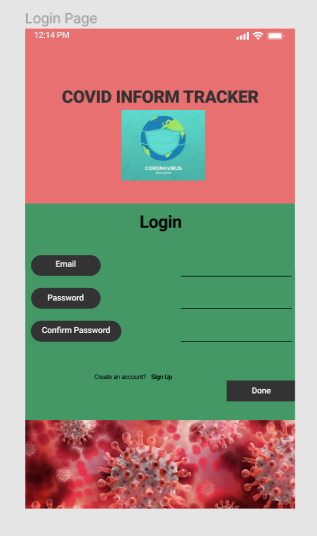 Login Page
12:14 PM
COVID INFORM TRACKER
CORONAVIRUS
Login
Email
Password
Confirm Password
Create an account? Sign Up
Done